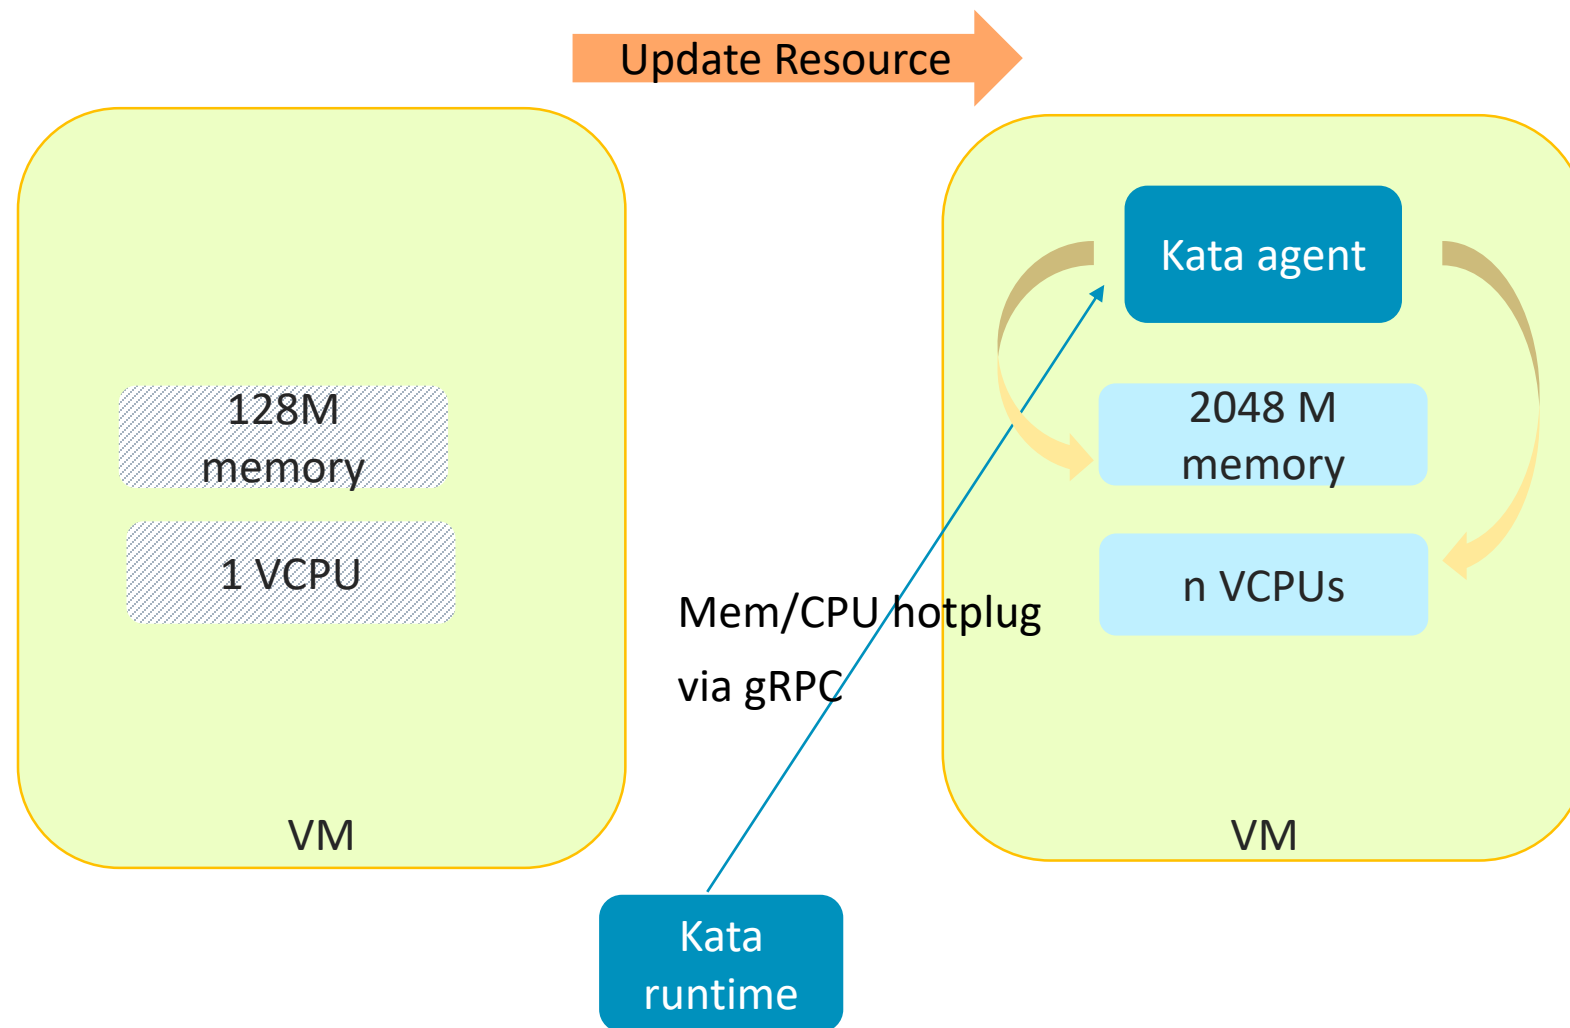 Update Resource
128M
memory
1 VCPU
VM
Mem/CPU hotplug
via gRPC
Kata
runtime
Kata agent
2048 M
memory
n VCPUs
VM